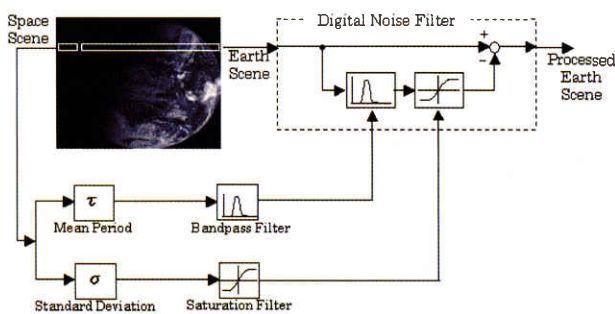 Space
Scene
Digital Noise Filter
Earth
Scene
+
−
Processed
Earth
Scene
τ
Mean Period
Bandpass Filter
σ
Standard Deviation
Saturation Filter